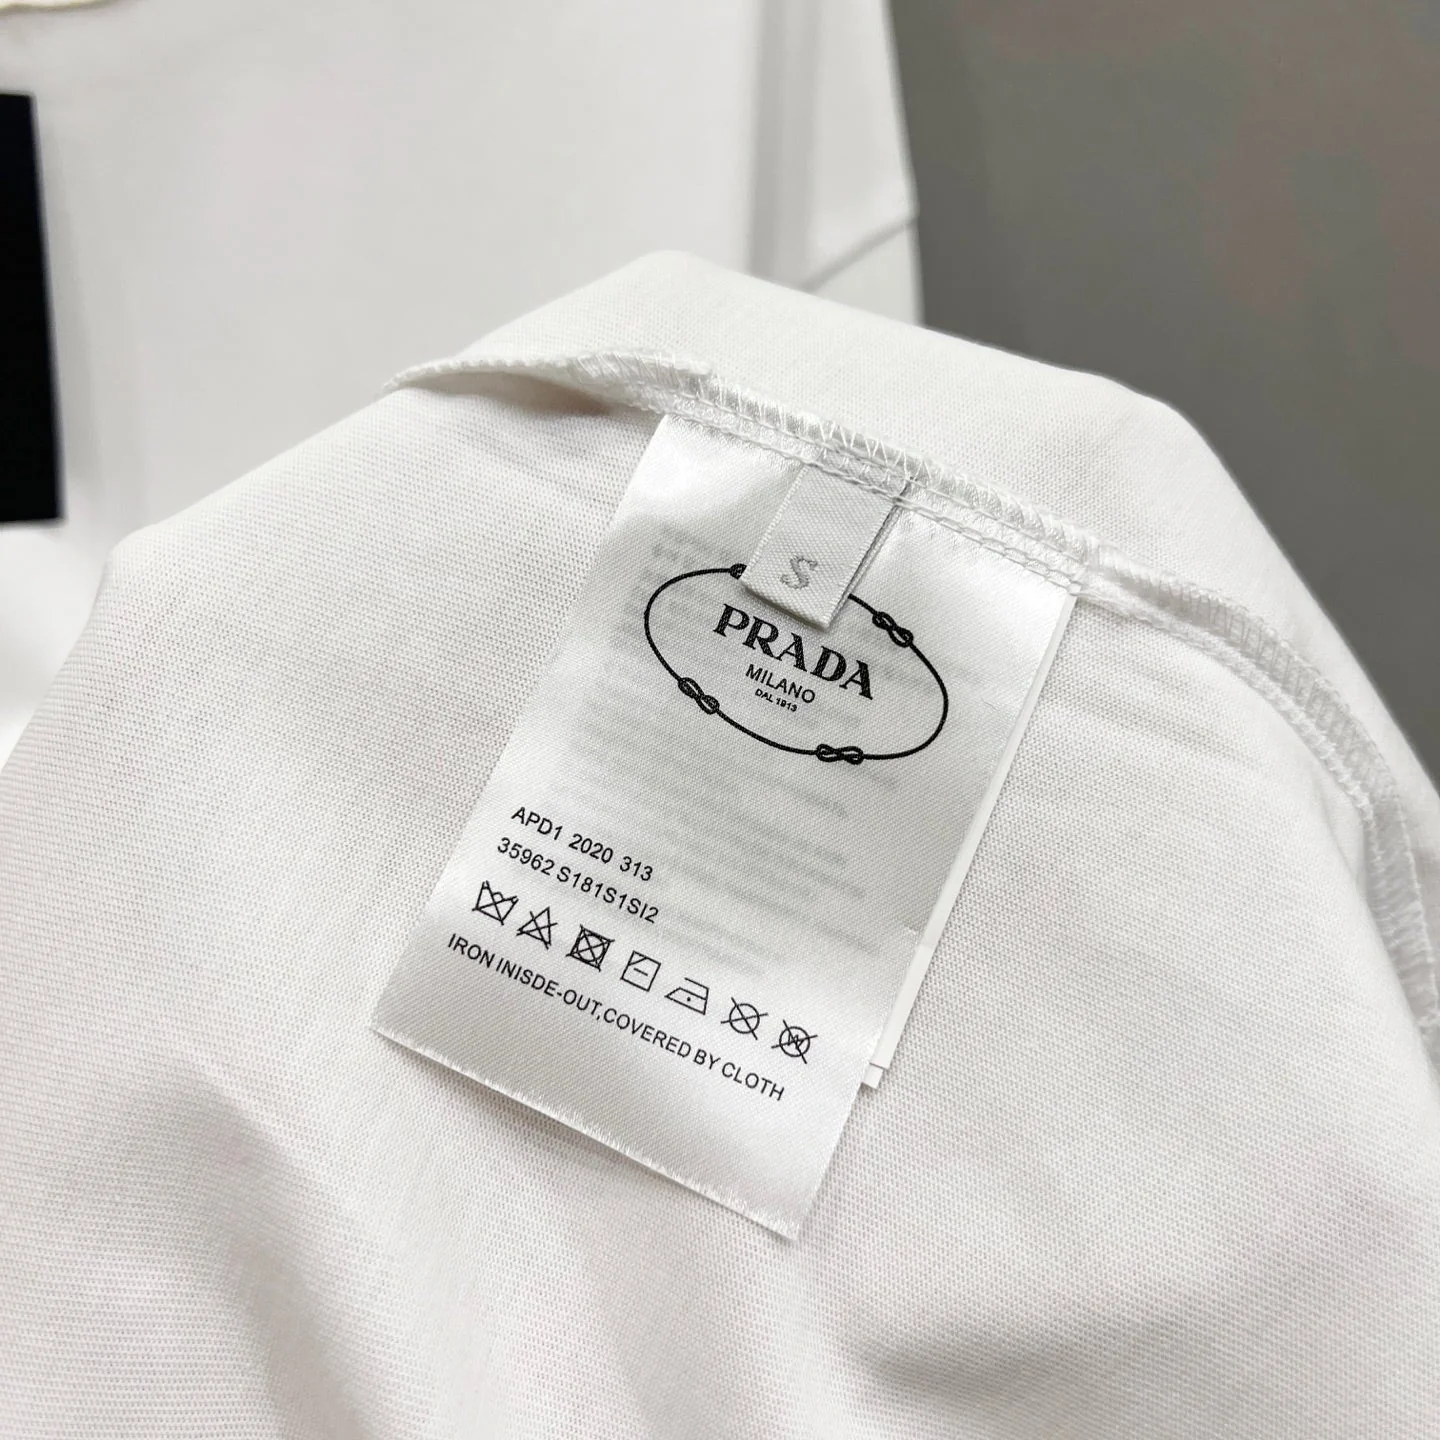 S
PRADA
MILANO
DAL 1913
APD1 2020 313
35962 S181S1SI2
IRON INISDE-OUT,COVERED BY CLOTH